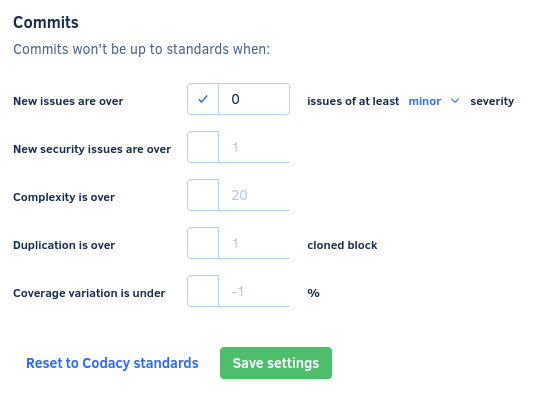 Commits
Commits won't be up to standards when:
New issues are over 0 issues of at least minor severity
New security issues are over 1
Complexity is over 20
Duplication is over 1 cloned block
Coverage variation is under -1 %
Reset to Codacy standards Save settings